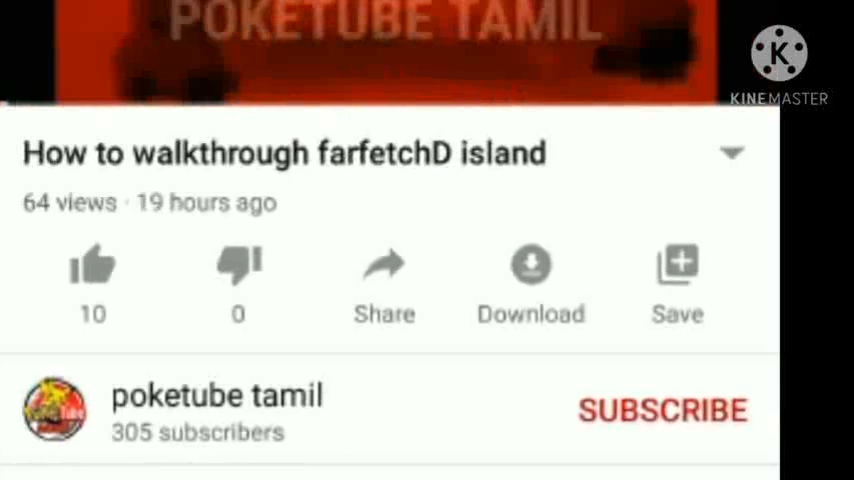 POKETUBE TAMIL
K
KINEMASTER
How to walkthrough farfetchD island
64 views · 19 hours ago
10
0
Share
Download
Save
poketube tamil
305 subscribers
SUBSCRIBE